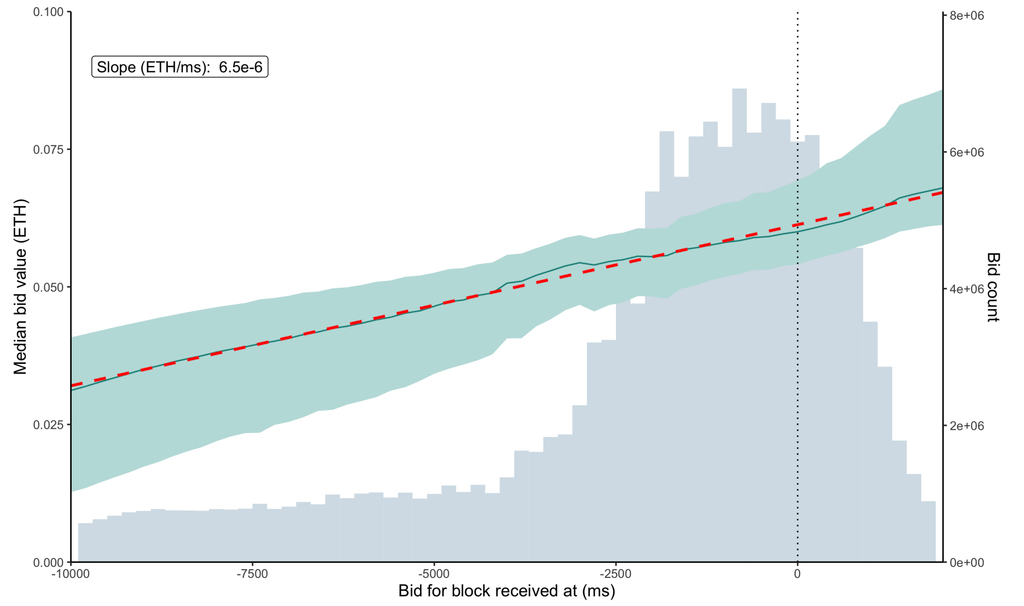 0.100
0.075
0.050
0.025
0.000
Median bid value (ETH)
Slope (ETH/ms):  6.5e-6
8e+06
6e+06
4e+06
2e+06
0e+00
Bid count
-10000
-7500
-5000
-2500
0
Bid for block received at (ms)